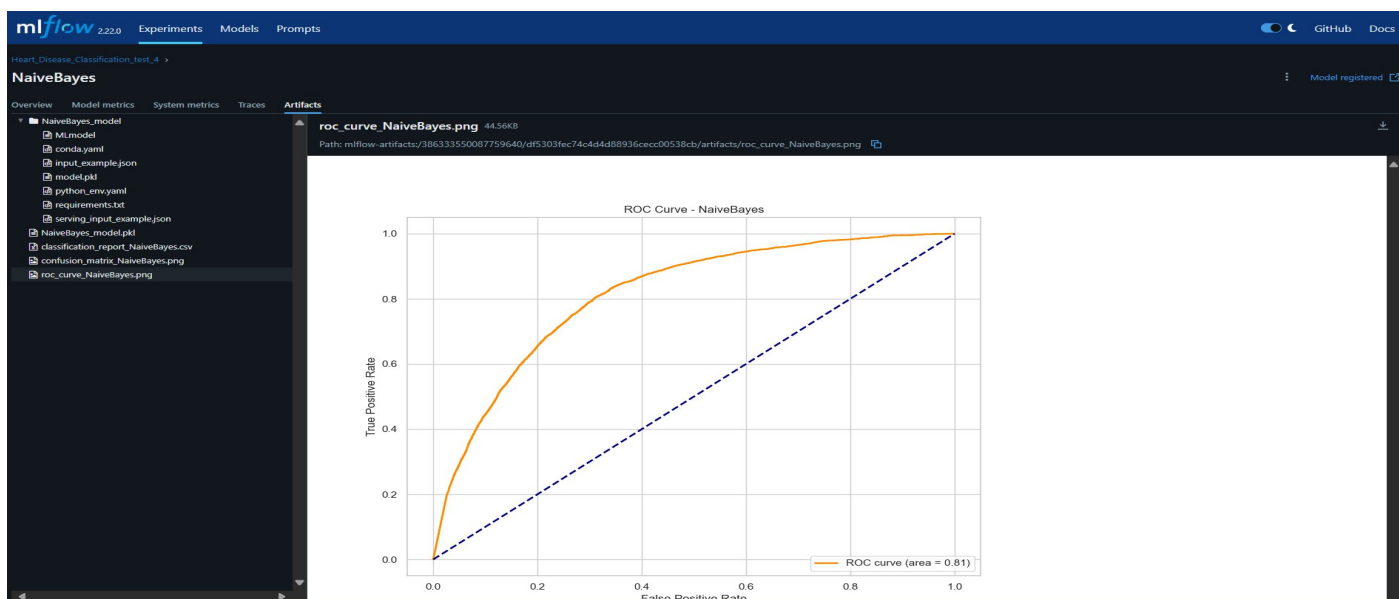 mlflow 2.22.0 Experiments Models Prompts GitHub Docs
Heart_Disease_Classification_test_4 >
NaiveBayes
Model registered
Overview Model metrics System metrics Traces Artifacts
NaiveBayes_model
MLmodel
conda.yaml
input_example.json
model.pkl
python_env.yaml
requirements.txt
serving_input_example.json
NaiveBayes_model.pkl
classification_report_NaiveBayes.csv
confusion_matrix_NaiveBayes.png
roc_curve_NaiveBayes.png
roc_curve_NaiveBayes.png 44.56KB
Path: mlflow-artifacts:/386333550087759640/df5303fec74c4d4d88936cecc00538cb/artifacts/roc_curve_NaiveBayes.png
ROC Curve - NaiveBayes
1.0
0.8
0.6
0.4
0.2
0.0
True Positive Rate
ROC curve (area = 0.81)
0.0 0.2 0.4 0.6 0.8 1.0
False Positive Rate